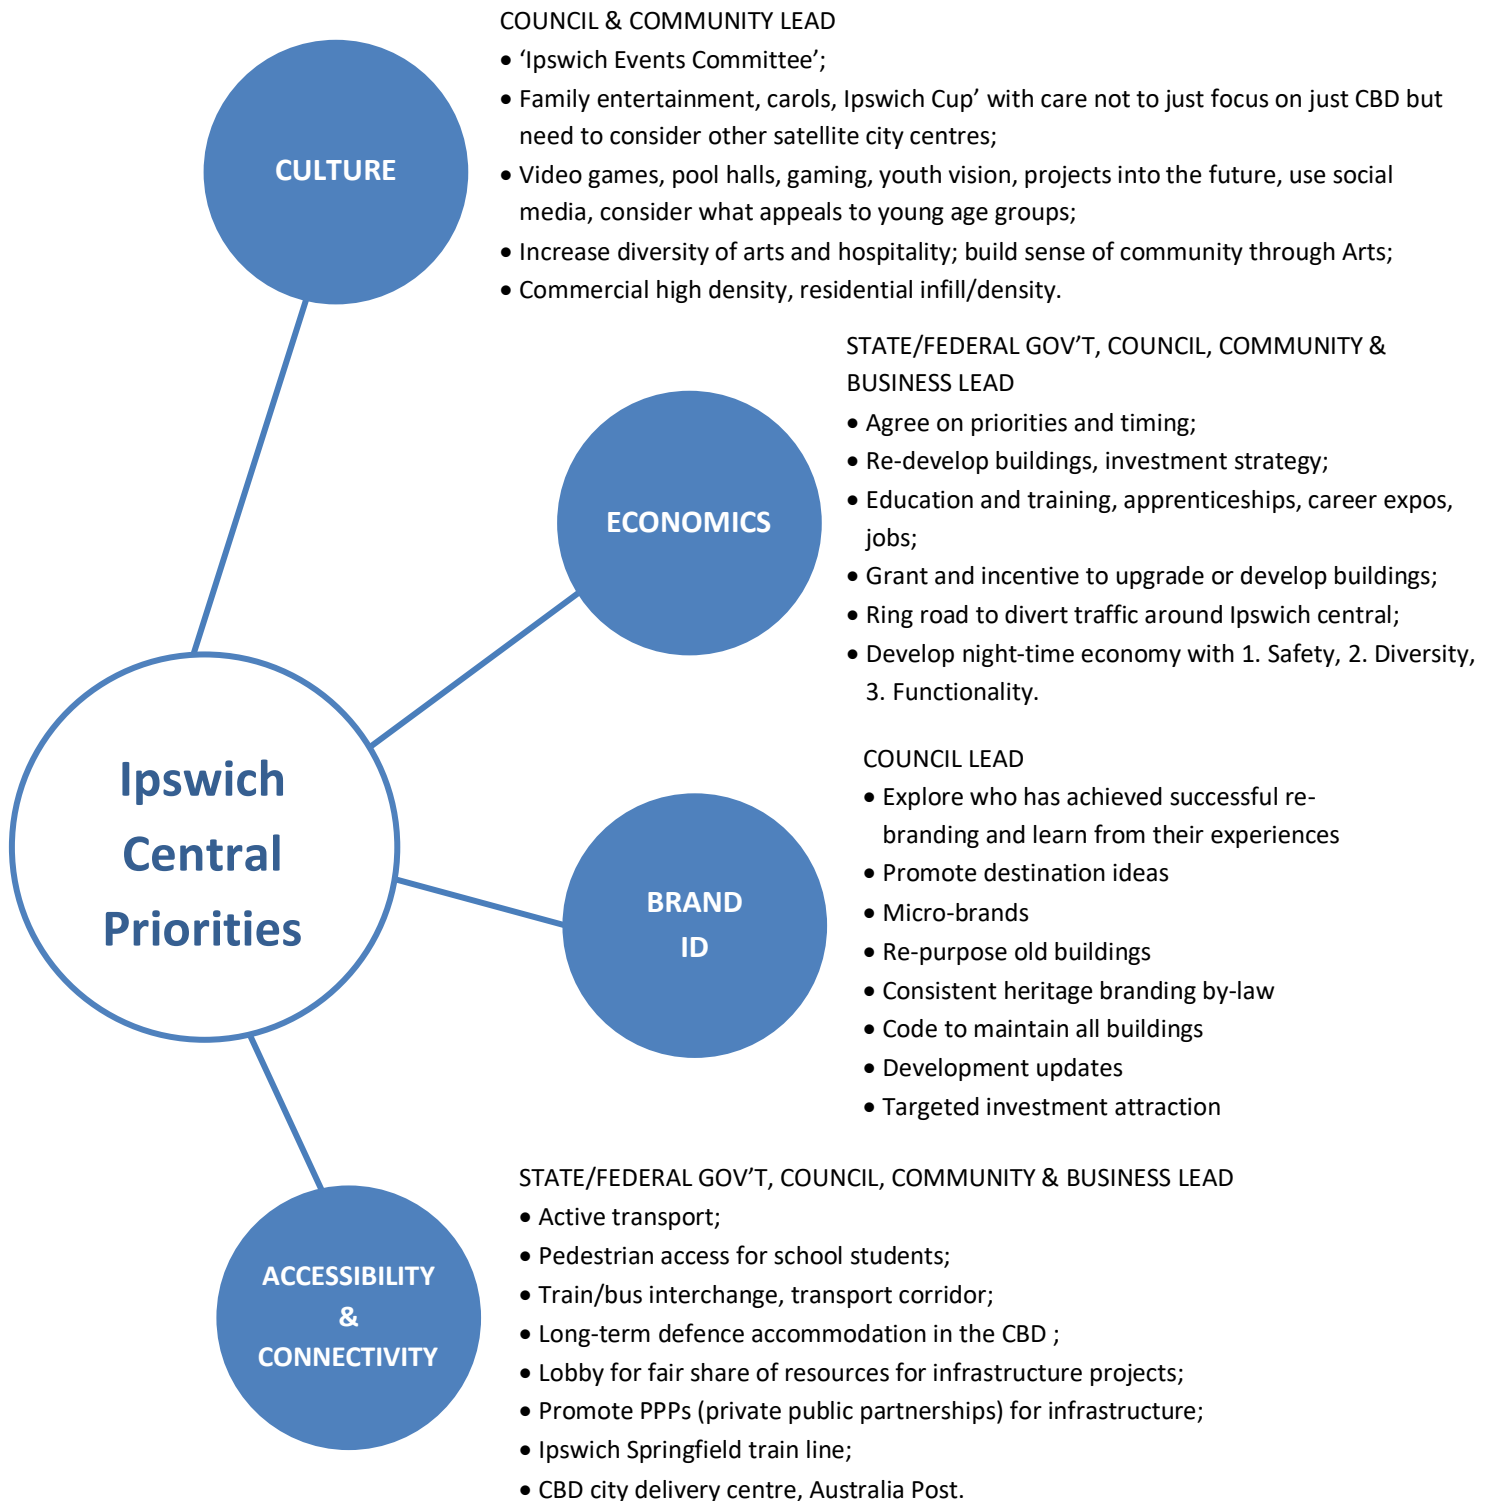 COUNCIL & COMMUNITY LEAD
• ‘Ipswich Events Committee’;
• Family entertainment, carols, Ipswich Cup’ with care not to just focus on just CBD but
need to consider other satellite city centres;
• Video games, pool halls, gaming, youth vision, projects into the future, use social
media, consider what appeals to young age groups;
• Increase diversity of arts and hospitality; build sense of community through Arts;
• Commercial high density, residential infill/density.
CULTURE
STATE/FEDERAL GOV’T, COUNCIL, COMMUNITY &
BUSINESS LEAD
• Agree on priorities and timing;
• Re-develop buildings, investment strategy;
• Education and training, apprenticeships, career expos,
jobs;
• Grant and incentive to upgrade or develop buildings;
• Ring road to divert traffic around Ipswich central;
• Develop night-time economy with 1. Safety, 2. Diversity,
3. Functionality.
ECONOMICS
Ipswich
Central
Priorities
COUNCIL LEAD
• Explore who has achieved successful re-
branding and learn from their experiences
• Promote destination ideas
• Micro-brands
• Re-purpose old buildings
• Consistent heritage branding by-law
• Code to maintain all buildings
• Development updates
• Targeted investment attraction
BRAND
ID
STATE/FEDERAL GOV’T, COUNCIL, COMMUNITY & BUSINESS LEAD
• Active transport;
• Pedestrian access for school students;
• Train/bus interchange, transport corridor;
• Long-term defence accommodation in the CBD ;
• Lobby for fair share of resources for infrastructure projects;
• Promote PPPs (private public partnerships) for infrastructure;
• Ipswich Springfield train line;
• CBD city delivery centre, Australia Post.
ACCESSIBILITY
&
CONNECTIVITY